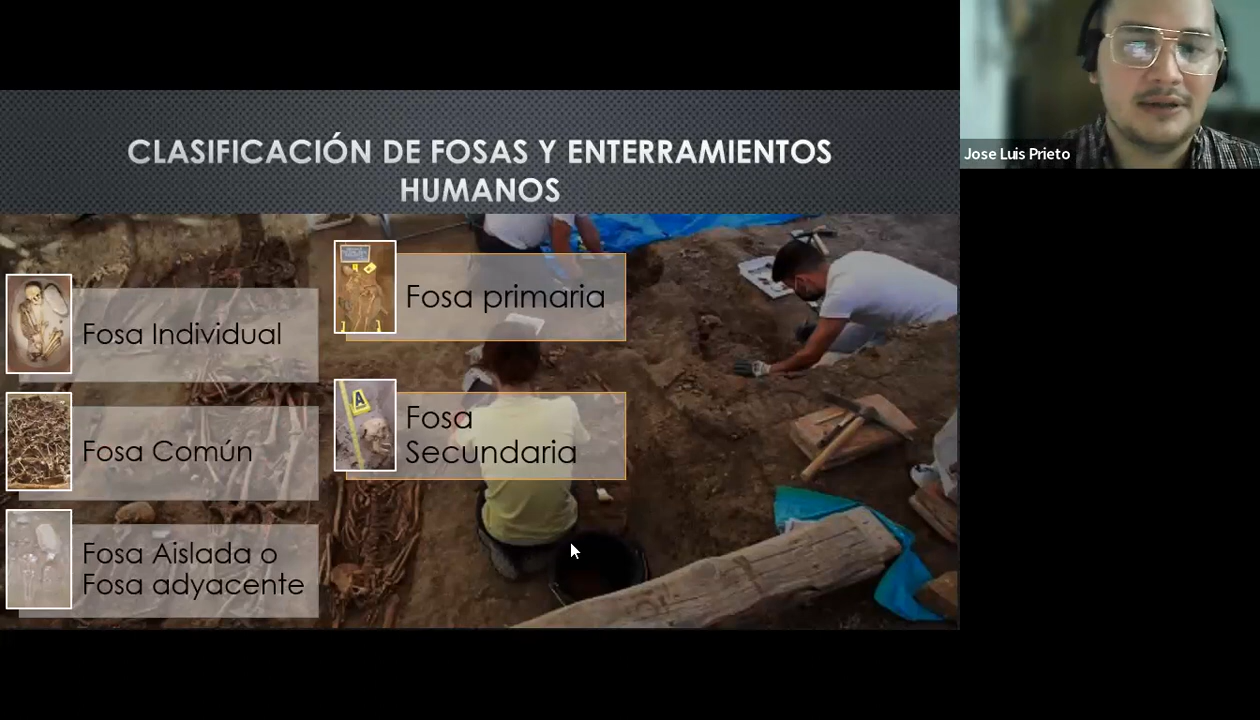 CLASIFICACIÓN DE FOSAS Y ENTERRAMIENTOS
HUMANOS
Fosa Individual
Fosa Común
Fosa Aislada o
Fosa adyacente
Fosa primaria
A
Fosa
Secundaria
Jose Luis Prieto